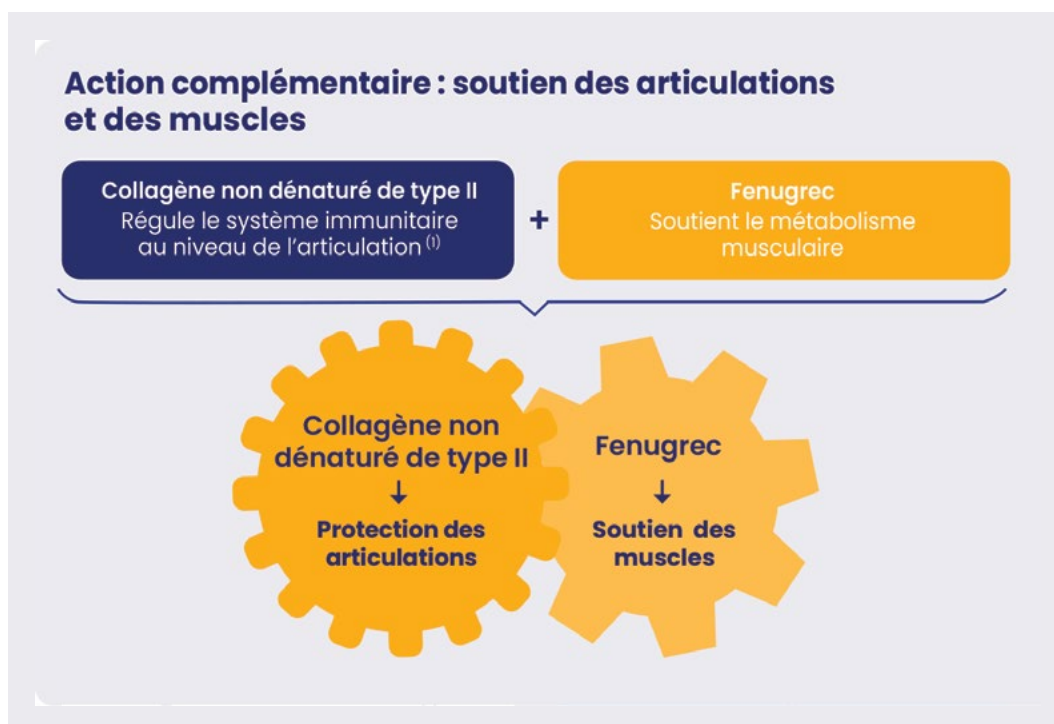 Action complémentaire : soutien des articulations
et des muscles
Collagène non dénaturé de type II
Régule le système immunitaire
au niveau de l'articulation (1)
+
Fenugrec
Soutient le métabolisme
musculaire
Collagène non
dénaturé de type II
↓
Protection des
articulations
Fenugrec
↓
Soutien des
muscles